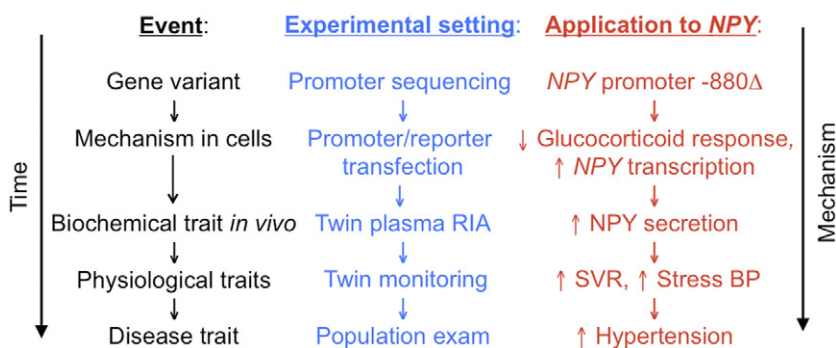 Event: Experimental setting: Application to NPY:
Gene variant Promoter sequencing NPY promoter -880Δ
Mechanism in cells Promoter/reporter ↓ Glucocorticoid response,
transfection ↑ NPY transcription
Biochemical trait in vivo Twin plasma RIA ↑ NPY secretion
Physiological traits Twin monitoring ↑ SVR, ↑ Stress BP
Disease trait Population exam ↑ Hypertension
Time
Mechanism